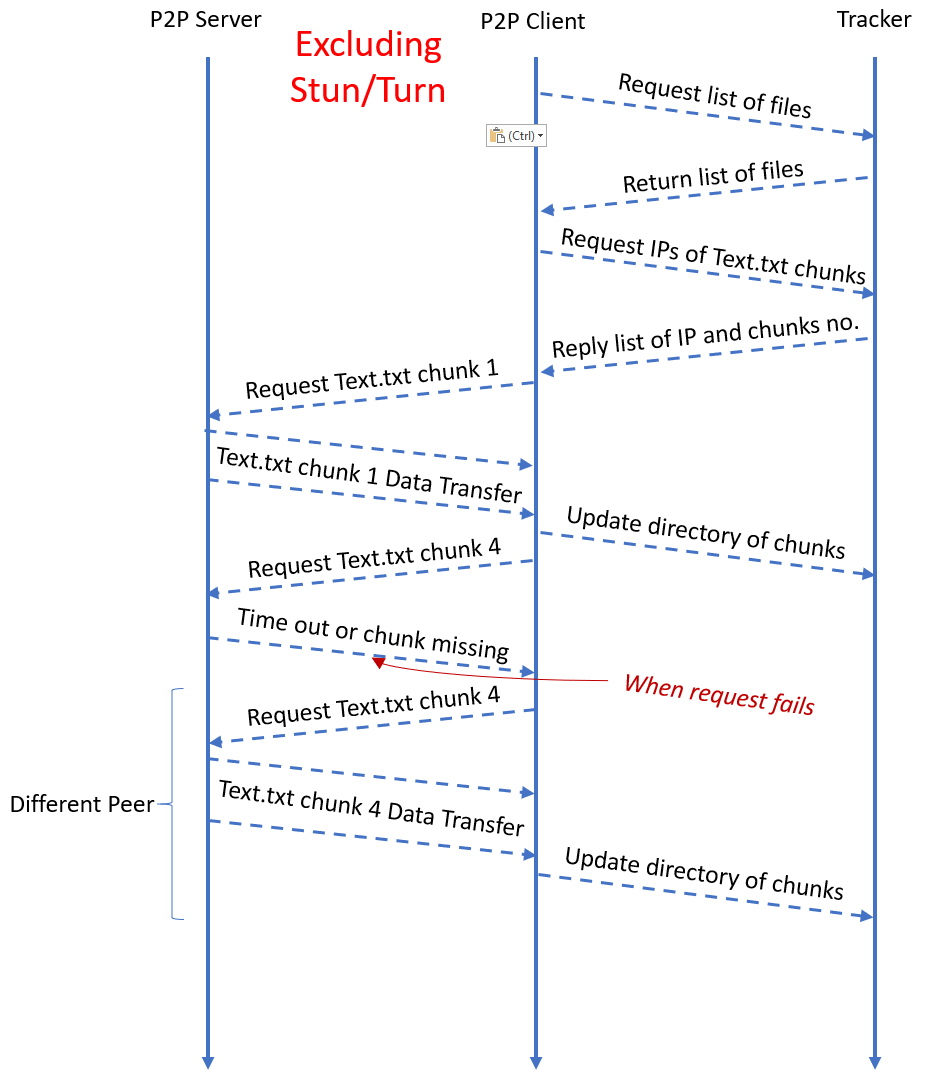 P2P Server
P2P Client
Tracker
Excluding
Stun/Turn
Request list of files
(Ctrl)
Return list of files
Request IPs of Text.txt chunks
Reply list of IP and chunks no.
Request Text.txt chunk 1
Text.txt chunk 1 Data Transfer
Update directory of chunks
Request Text.txt chunk 4
Time out or chunk missing
When request fails
Request Text.txt chunk 4
Different Peer
Text.txt chunk 4 Data Transfer
Update directory of chunks